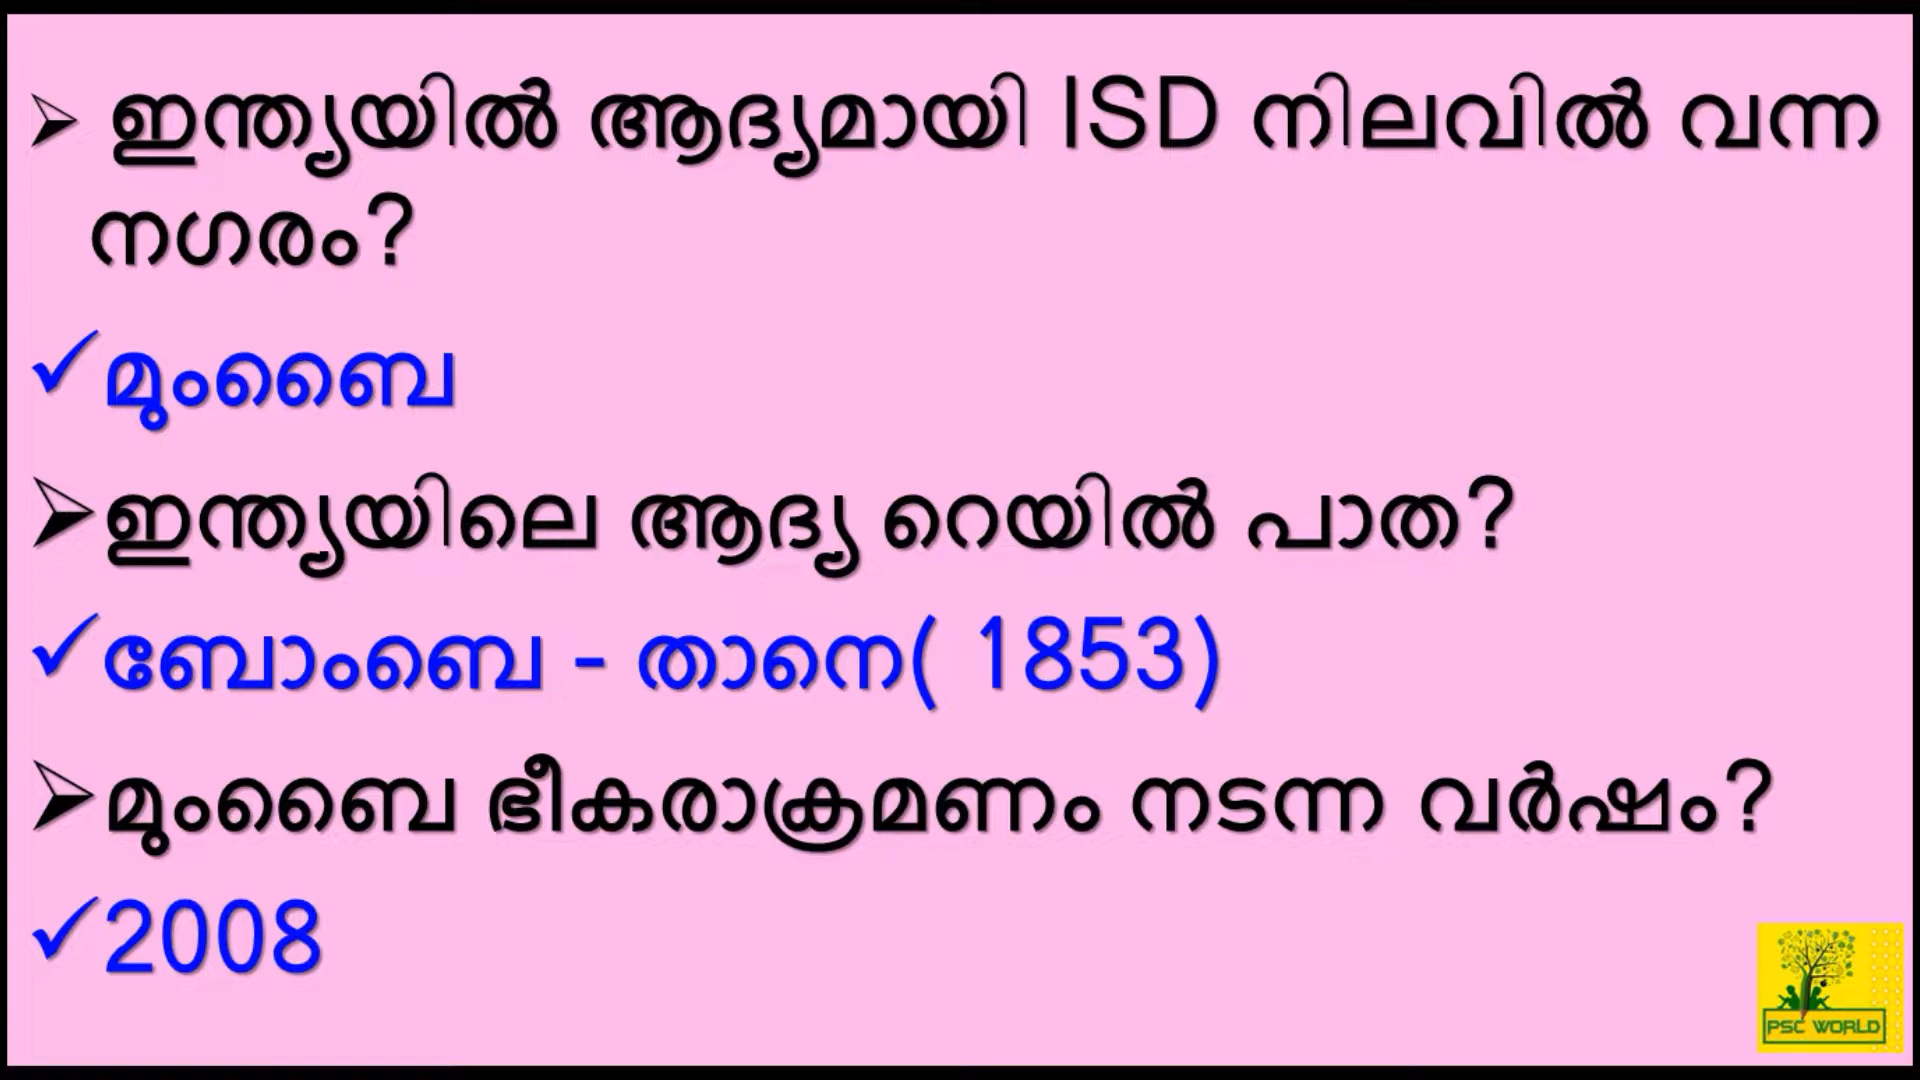 ➢ ഇന്ത്യയിൽ ആദ്യമായി ISD നിലവിൽ വന്ന
നഗരം?
✓മുംബൈ
➢ഇന്ത്യയിലെ ആദ്യ റെയിൽ പാത?
✓ബോംബെ - താനെ( 1853)
➢മുംബൈ ഭീകരാക്രമണം നടന്ന വർഷം?
✓2008
PSC WORLD